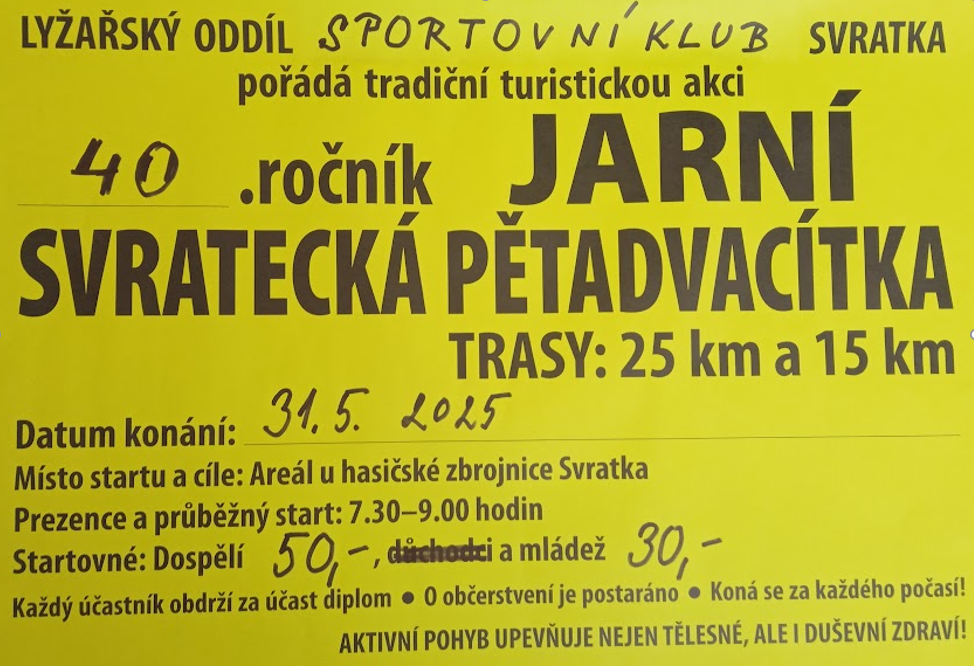 LYŽAŘSKÝ ODDÍL SPORTOVNÍ KLUB SVRATKA
pořádá tradiční turistickou akci
40 .ročník JARNÍ
SVRATECKÁ PĚTADVACÍTKA
TRASY: 25 km a 15 km
Datum konání: 31.5. 2025
Místo startu a cíle: Areál u hasičské zbrojnice Svratka
Prezence a průběžný start: 7.30–9.00 hodin
Startovné: Dospělí 50,-, důchodci a mládež 30,-
Každý účastník obdrží za účast diplom ● O občerstvení je postaráno ● Koná se za každého počasí!
AKTIVNÍ POHYB UPEVŇUJE NEJEN TĚLESNÉ, ALE I DUŠEVNÍ ZDRAVÍ!